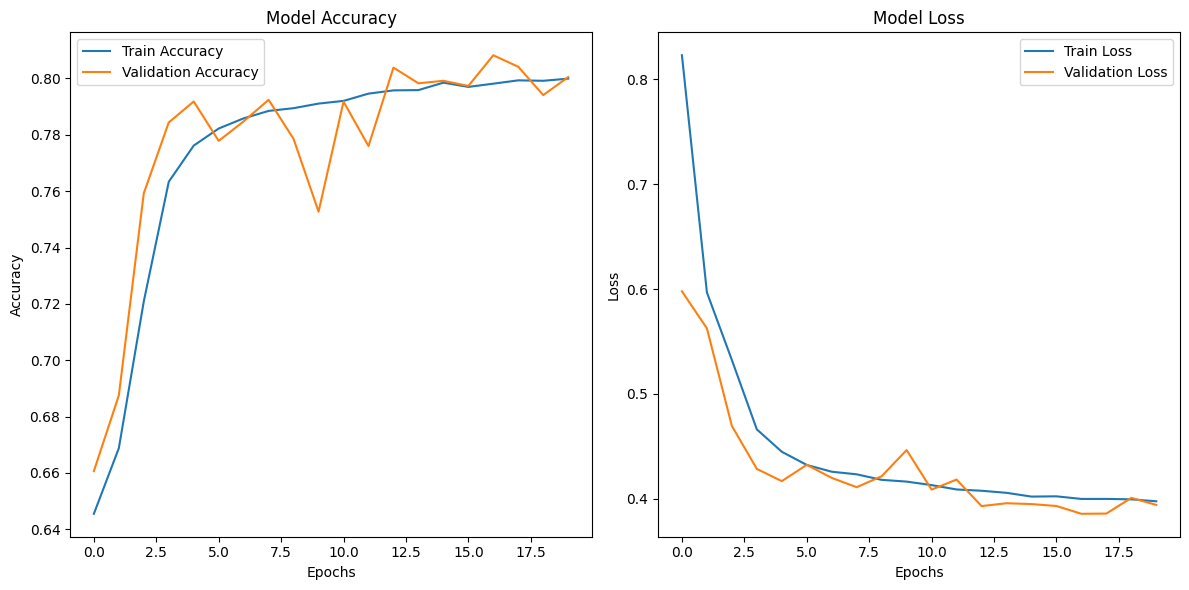 Model Accuracy
Train Accuracy
Validation Accuracy
0.80
0.78
0.76
0.74
0.72
0.70
0.68
0.66
0.64
Accuracy
0.0 2.5 5.0 7.5 10.0 12.5 15.0 17.5
Epochs
Model Loss
Train Loss
Validation Loss
0.8
0.7
0.6
0.5
0.4
Loss
0.0 2.5 5.0 7.5 10.0 12.5 15.0 17.5
Epochs